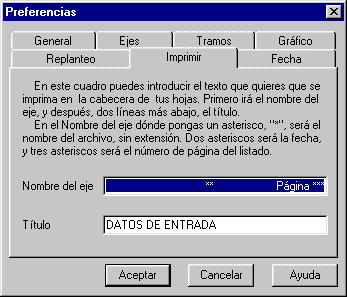 Preferencias
General Ejes Tramos Gráfico
Replanteo Imprimir Fecha
En este cuadro puedes introducir el texto que quieres que se
imprima en la cabecera de tus hojas. Primero irá el nombre del
eje, y después, dos líneas más abajo, el título.
En el Nombre del eje dónde pongas un asterisco, "*", será el
nombre del archivo, sin extensión. Dos asteriscos será la fecha,
y tres asteriscos será el número de página del listado.
Nombre del eje ** Página ***
Título DATOS DE ENTRADA
Aceptar Cancelar Ayuda